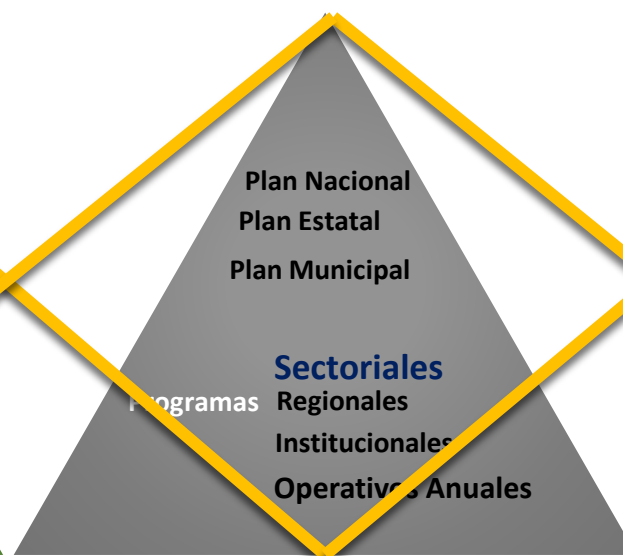 Plan Nacional
Plan Estatal
Plan Municipal
Sectoriales
Programas Regionales
Institucionales
Operativos Anuales